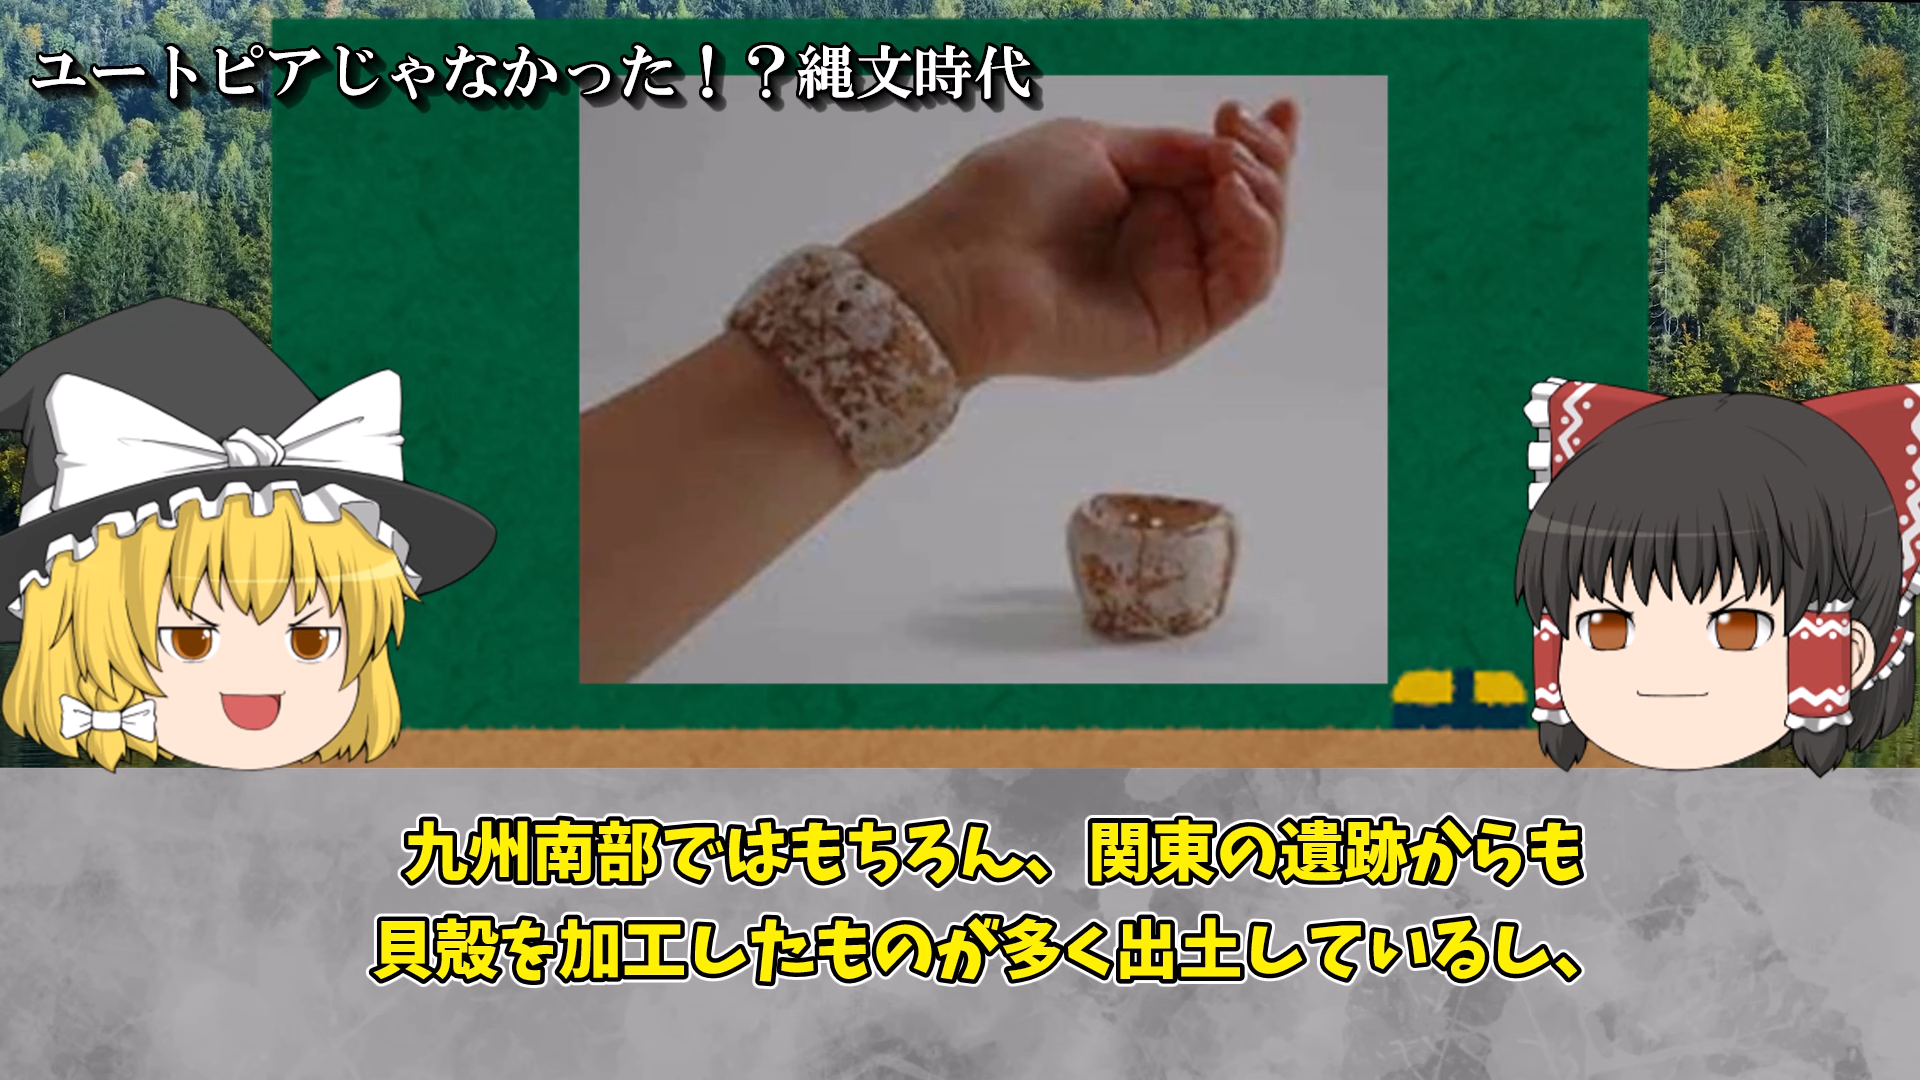 ユートピアじゃなかった！？縄文時代
九州南部ではもちろん、関東の遺跡からも
貝殻を加工したものが多く出土しているし、